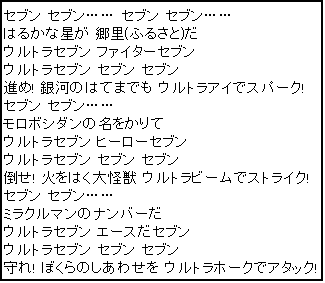 セブン セブン…… セブン セブン……
はるかな星が 郷里(ふるさと)だ
ウルトラセブン ファイターセブン
ウルトラセブン セブン セブン
進め! 銀河のはてまでも ウルトラアイでスパーク!
セブン セブン……
モロボシダンの名をかりて
ウルトラセブン ヒーローセブン
ウルトラセブン セブン セブン
倒せ! 火をはく大怪獣 ウルトラビームでストライク!
セブン セブン……
ミラクルマンのナンバーだ
ウルトラセブン エースだセブン
ウルトラセブン セブン セブン
守れ! ぼくらのしあわせを ウルトラホークでアタック!